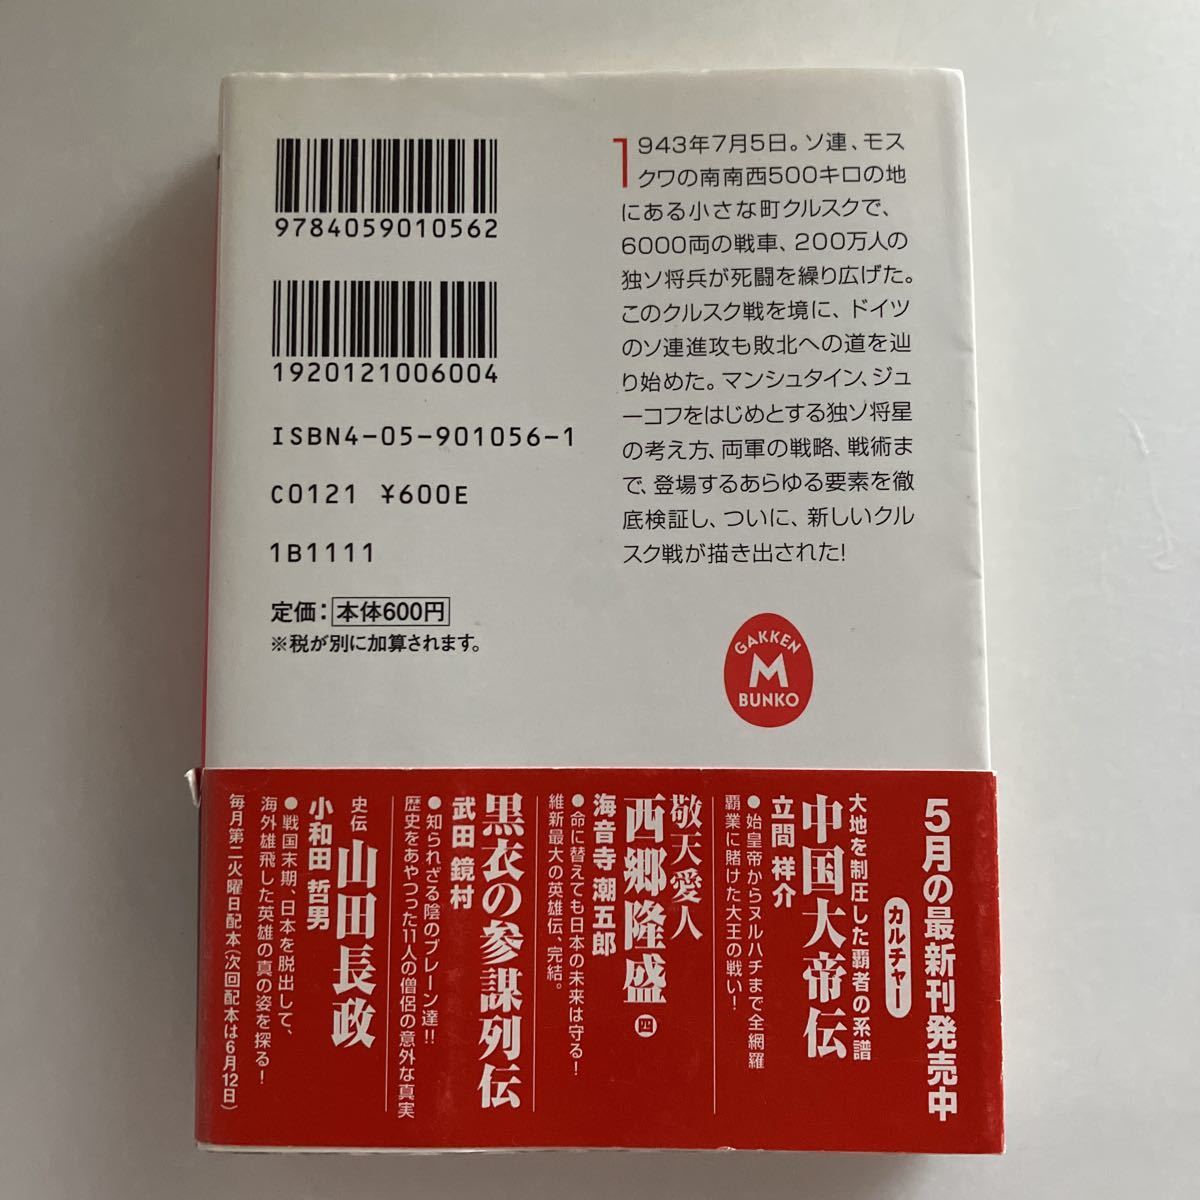 9784059010562
1920121006004
ISBN4-05-901056-1
C0121 ¥600E
1B1111
定価：本体600円
※税が別に加算されます。
1943年7月5日。ソ連、モス
クワの南南西500キロの地
にある小さな町クルスクで、
6000両の戦車、200万人の
独ソ将兵が死闘を繰り広げた。
このクルスク戦を境に、ドイツ
のソ連進攻も敗北への道を辿
り始めた。マンシュタイン、ジュ
ーコフをはじめとする独ソ将星
の考え方、両軍の戦略、戦術ま
で、登場するあらゆる要素を徹
底検証し、ついに、新しいクル
スク戦が描き出された！
GAKKEN
M
BUNKO
5月の最新刊発売中
カルチャー
大地を制圧した覇者の系譜
中国大帝伝
立間 祥介
●始皇帝からヌルハチまで全網羅
覇業に賭けた大王の戦い！
敬天愛人
西郷隆盛 四
海音寺潮五郎
●命に替えても日本の未来は守る！
維新最大の英雄伝、完結。
黒衣の参謀列伝
武田 鏡村
●知られざる陰のブレーン達!!
歴史をあやつった11人の僧侶の意外な真実
史伝 山田長政
小和田 哲男
●戦国末期、日本を脱出して、
海外雄飛した英雄の真の姿を探る！
毎月第二火曜日配本（次回配本は6月12日）